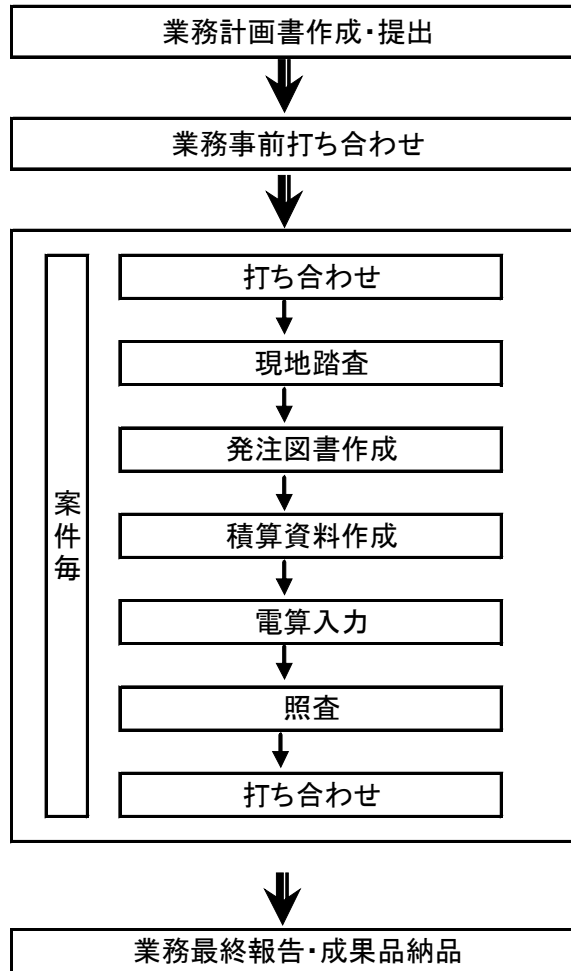 業務計画書作成・提出
業務事前打ち合わせ
案件毎
打ち合わせ
現地踏査
発注図書作成
積算資料作成
電算入力
照査
打ち合わせ
業務最終報告・成果品納品